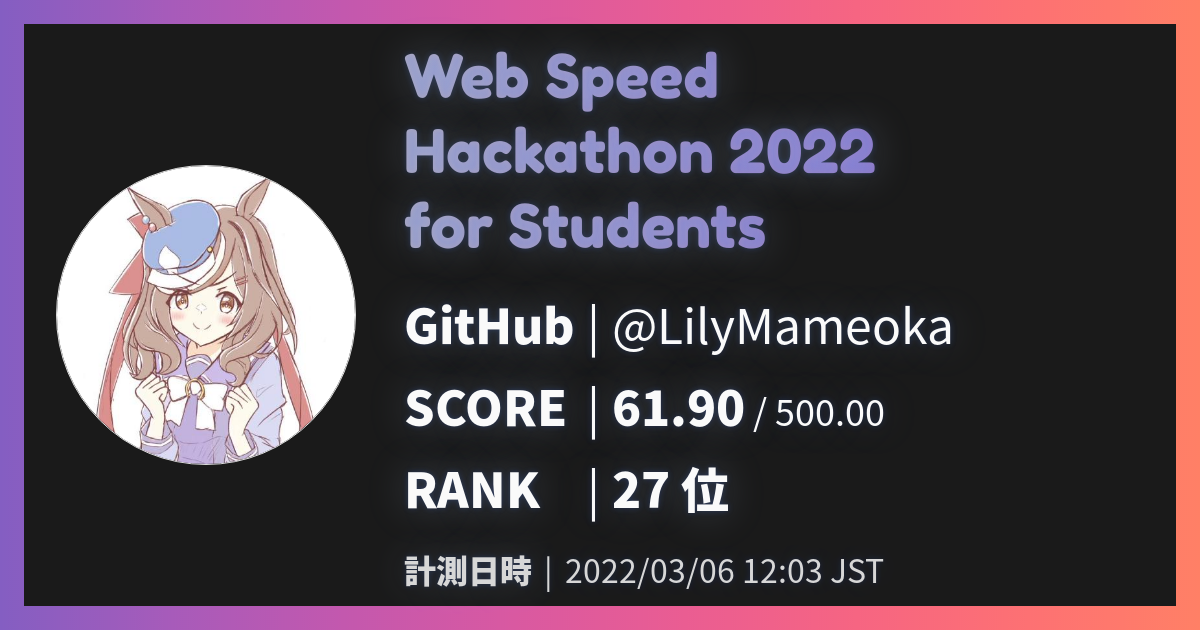 Web Speed
Hackathon 2022
for Students
GitHub | @LilyMameoka
SCORE | 61.90 / 500.00
RANK | 27 位
計測日時 | 2022/03/06 12:03 JST